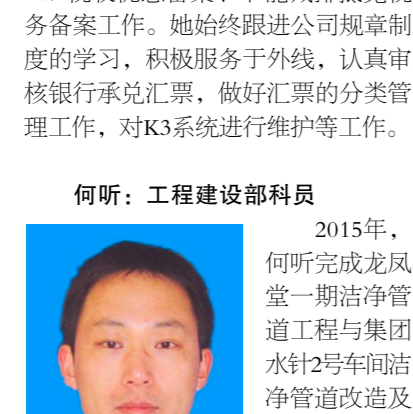 务备案工作。她始终跟进公司规章制
度的学习，积极服务于外线，认真审
核银行承兑汇票，做好汇票的分类管
理工作，对K3系统进行维护等工作。
何听：工程建设部科员
2015年，
何听完成龙凤
堂一期洁净管
道工程与集团
水针2号车间洁
净管道改造及